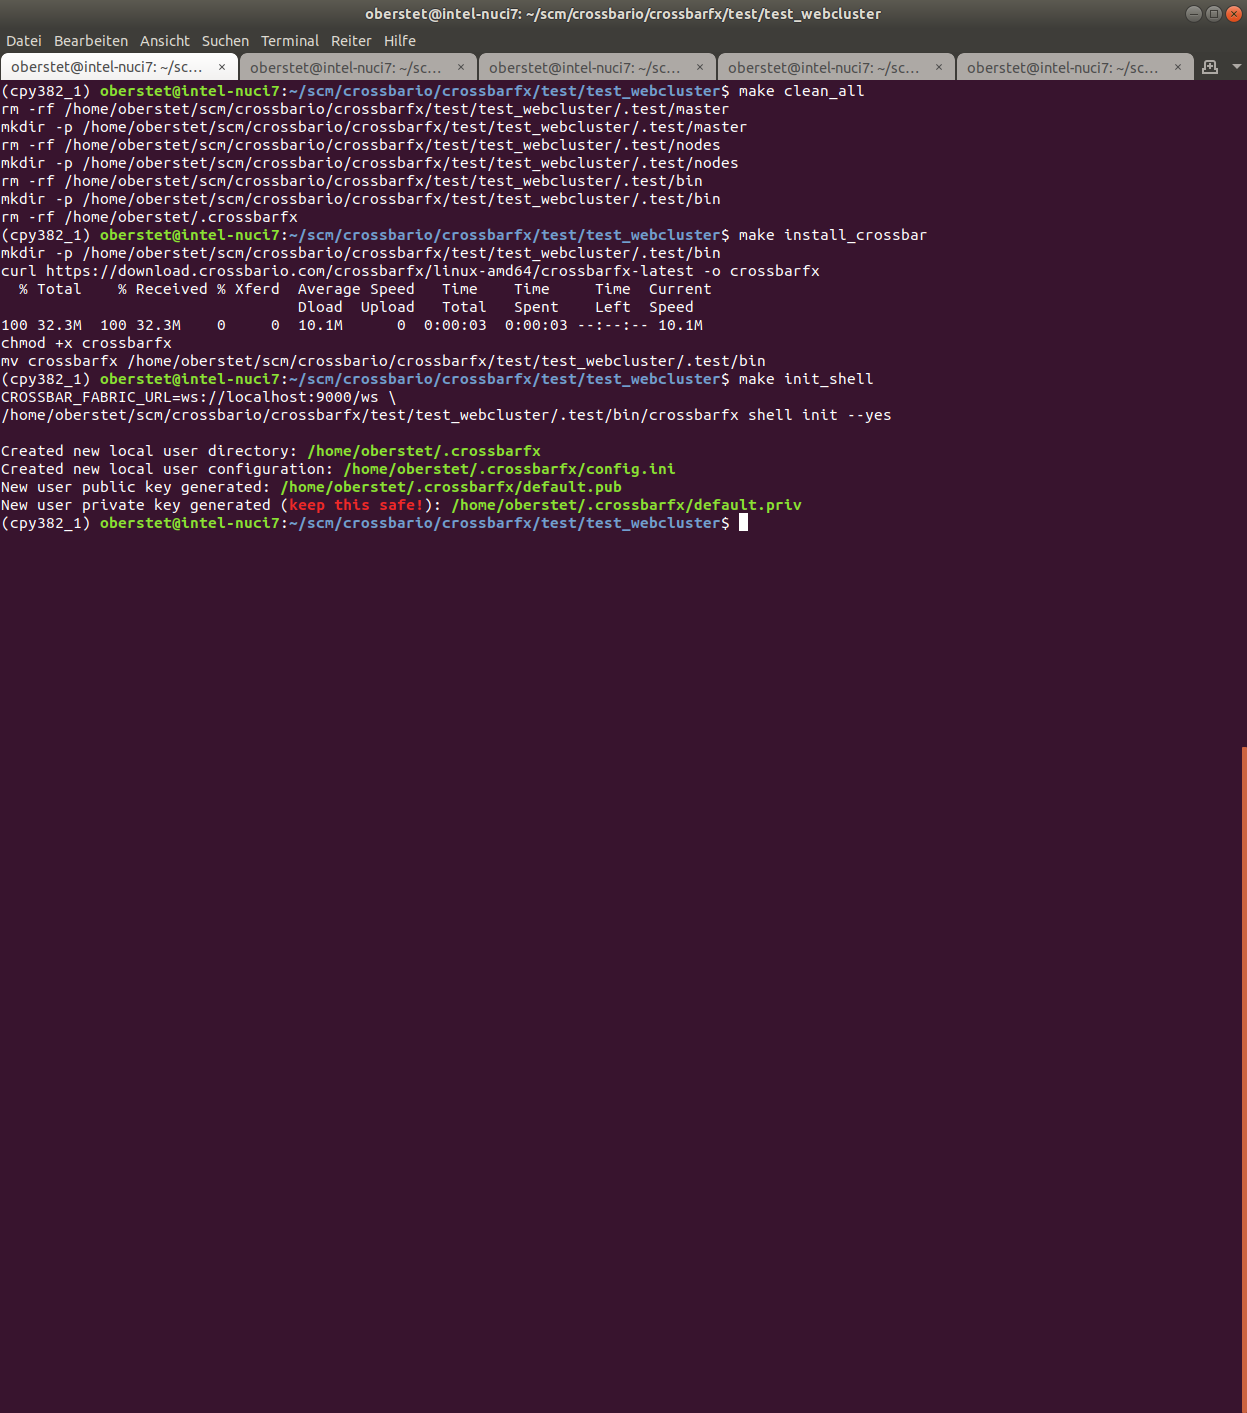 oberstet@intel-nuci7: ~/scm/crossbario/crossbarfx/test/test_webcluster
Datei Bearbeiten Ansicht Suchen Terminal Reiter Hilfe
oberstet@intel-nuci7: ~/sc... × oberstet@intel-nuci7: ~/sc... × oberstet@intel-nuci7: ~/sc... × oberstet@intel-nuci7: ~/sc... × oberstet@intel-nuci7: ~/sc... ×
(cpy382_1) oberstet@intel-nuci7:~/scm/crossbario/crossbarfx/test/test_webcluster$ make clean_all
rm -rf /home/oberstet/scm/crossbario/crossbarfx/test/test_webcluster/.test/master
mkdir -p /home/oberstet/scm/crossbario/crossbarfx/test/test_webcluster/.test/master
rm -rf /home/oberstet/scm/crossbario/crossbarfx/test/test_webcluster/.test/nodes
mkdir -p /home/oberstet/scm/crossbario/crossbarfx/test/test_webcluster/.test/nodes
rm -rf /home/oberstet/scm/crossbario/crossbarfx/test/test_webcluster/.test/bin
mkdir -p /home/oberstet/scm/crossbario/crossbarfx/test/test_webcluster/.test/bin
rm -rf /home/oberstet/.crossbarfx
(cpy382_1) oberstet@intel-nuci7:~/scm/crossbario/crossbarfx/test/test_webcluster$ make install_crossbar
mkdir -p /home/oberstet/scm/crossbario/crossbarfx/test/test_webcluster/.test/bin
curl https://download.crossbario.com/crossbarfx/linux-amd64/crossbarfx-latest -o crossbarfx
  % Total    % Received % Xferd  Average Speed   Time    Time     Time  Current
                                 Dload  Upload   Total   Spent    Left  Speed
100 32.3M  100 32.3M    0     0  10.1M      0  0:00:03  0:00:03 --:--:-- 10.1M
chmod +x crossbarfx
mv crossbarfx /home/oberstet/scm/crossbario/crossbarfx/test/test_webcluster/.test/bin
(cpy382_1) oberstet@intel-nuci7:~/scm/crossbario/crossbarfx/test/test_webcluster$ make init_shell
CROSSBAR_FABRIC_URL=ws://localhost:9000/ws \
/home/oberstet/scm/crossbario/crossbarfx/test/test_webcluster/.test/bin/crossbarfx shell init --yes
Created new local user directory: /home/oberstet/.crossbarfx
Created new local user configuration: /home/oberstet/.crossbarfx/config.ini
New user public key generated: /home/oberstet/.crossbarfx/default.pub
New user private key generated (keep this safe!): /home/oberstet/.crossbarfx/default.priv
(cpy382_1) oberstet@intel-nuci7:~/scm/crossbario/crossbarfx/test/test_webcluster$